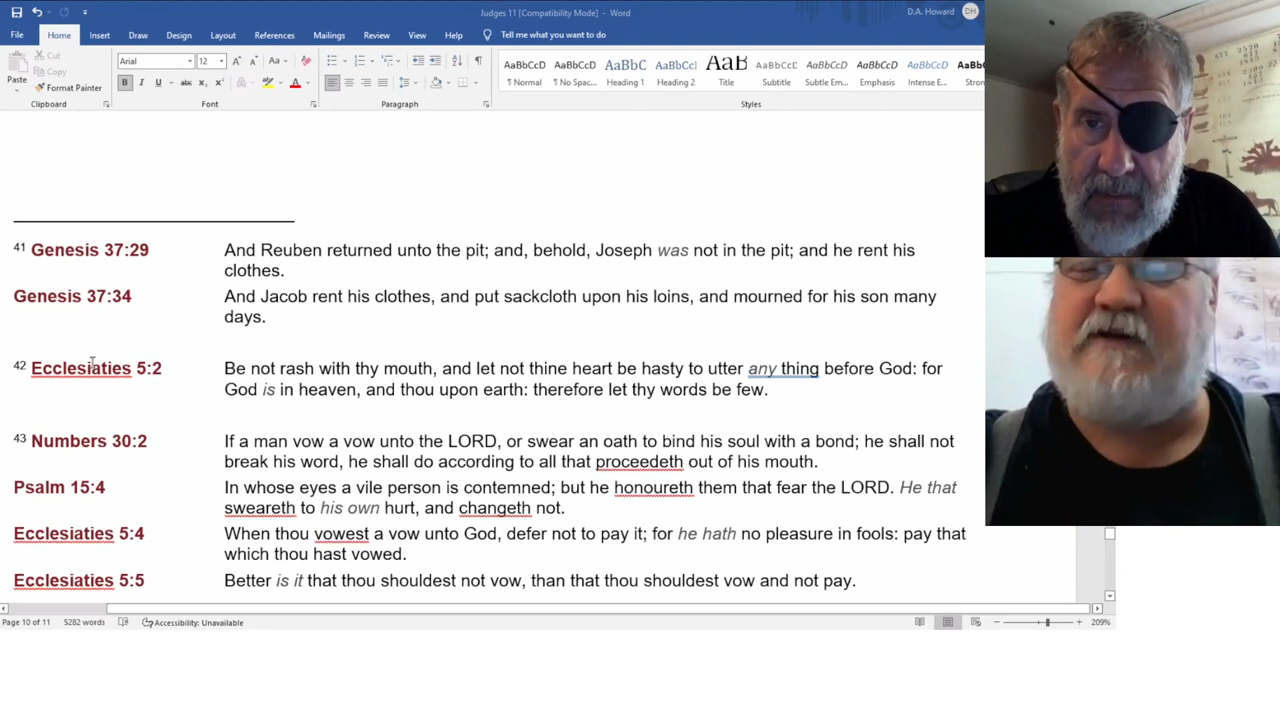 Judges 11 [Compatibility Mode] - Word
D.A. Howard DH
File Home Insert Draw Design Layout References Mailings Review View Help Tell me what you want to do
Paste Cut Copy Format Painter
Arial 12 Aa
B I U abc x₂ x² A A
AaBbCcD AaBbCcD AaBbC AaBbCc AaB AaBbCcD AaBbCcD AaBbCcD AaBbCcD AaBbC
¶ Normal ¶ No Spac... Heading 1 Heading 2 Title Subtitle Subtle Em... Emphasis Intense E... Stron
Clipboard Font Paragraph Styles
41 Genesis 37:29 And Reuben returned unto the pit; and, behold, Joseph was not in the pit; and he rent his
clothes.
Genesis 37:34 And Jacob rent his clothes, and put sackcloth upon his loins, and mourned for his son many
days.
42 Ecclesiaties 5:2 Be not rash with thy mouth, and let not thine heart be hasty to utter any thing before God: for
God is in heaven, and thou upon earth: therefore let thy words be few.
43 Numbers 30:2 If a man vow a vow unto the LORD, or swear an oath to bind his soul with a bond; he shall not
break his word, he shall do according to all that proceedeth out of his mouth.
Psalm 15:4 In whose eyes a vile person is contemned; but he honoureth them that fear the LORD. He that
sweareth to his own hurt, and changeth not.
Ecclesiaties 5:4 When thou vowest a vow unto God, defer not to pay it; for he hath no pleasure in fools: pay that
which thou hast vowed.
Ecclesiaties 5:5 Better is it that thou shouldest not vow, than that thou shouldest vow and not pay.
Page 10 of 11 5282 words Accessibility: Unavailable 209%